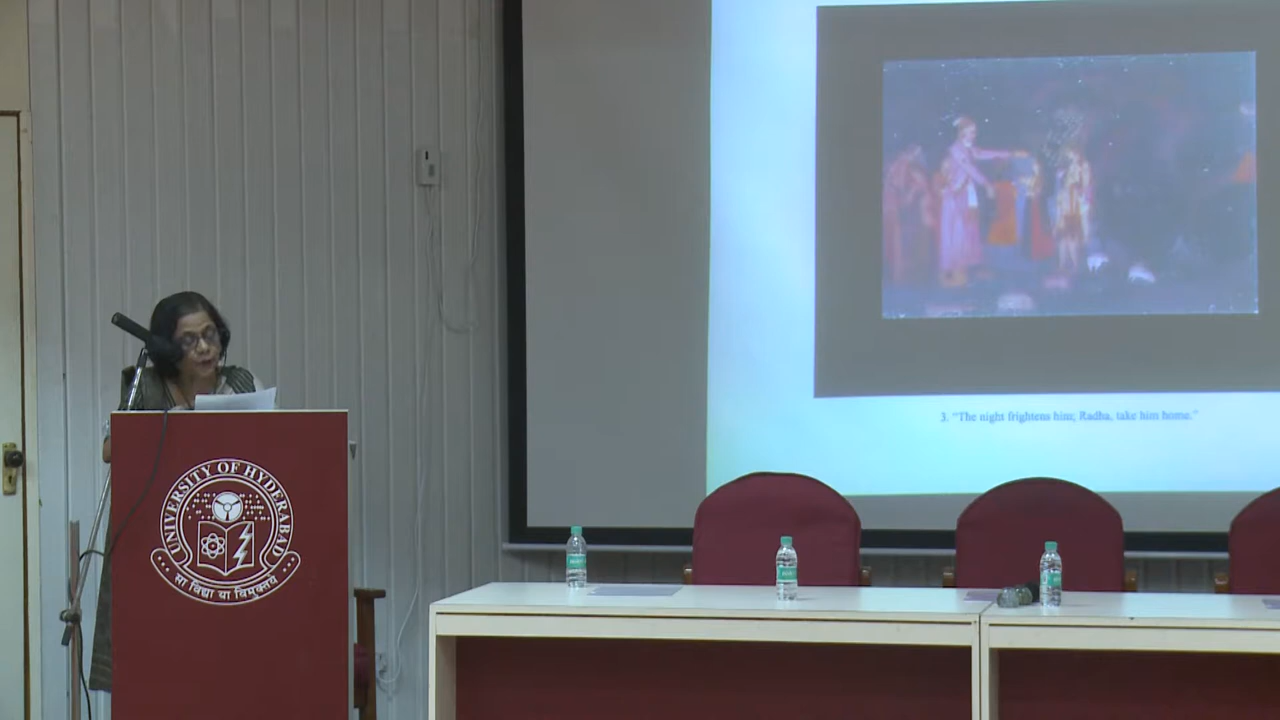 3. "The night frightens him; Radha, take him home."
UNIVERSITY OF HYDERABAD
सा विद्या या विमुक्तये